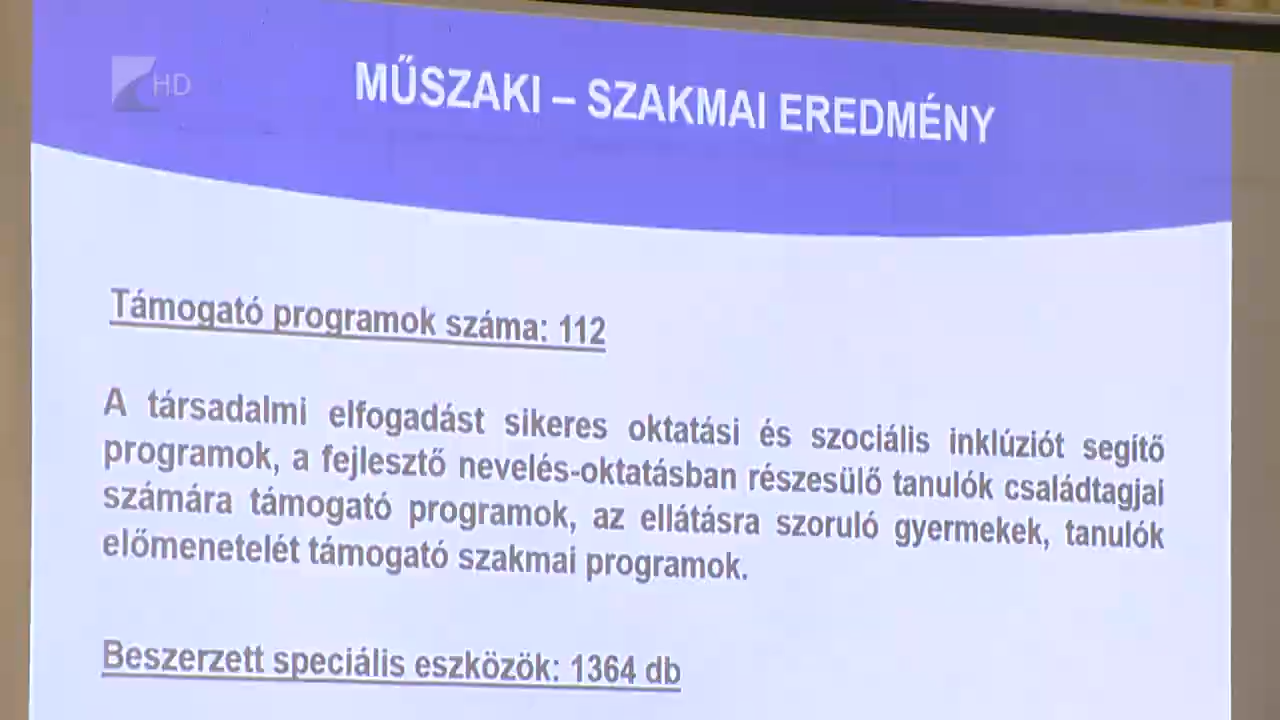 HD
MŰSZAKI – SZAKMAI EREDMÉNY
Támogató programok száma: 112
A társadalmi elfogadást sikeres oktatási és szociális inklúziót segítő
programok, a fejlesztő nevelés-oktatásban részesülő tanulók családtagjai
számára támogató programok, az ellátásra szoruló gyermekek, tanulók
előmenetelét támogató szakmai programok.
Beszerzett speciális eszközök: 1364 db